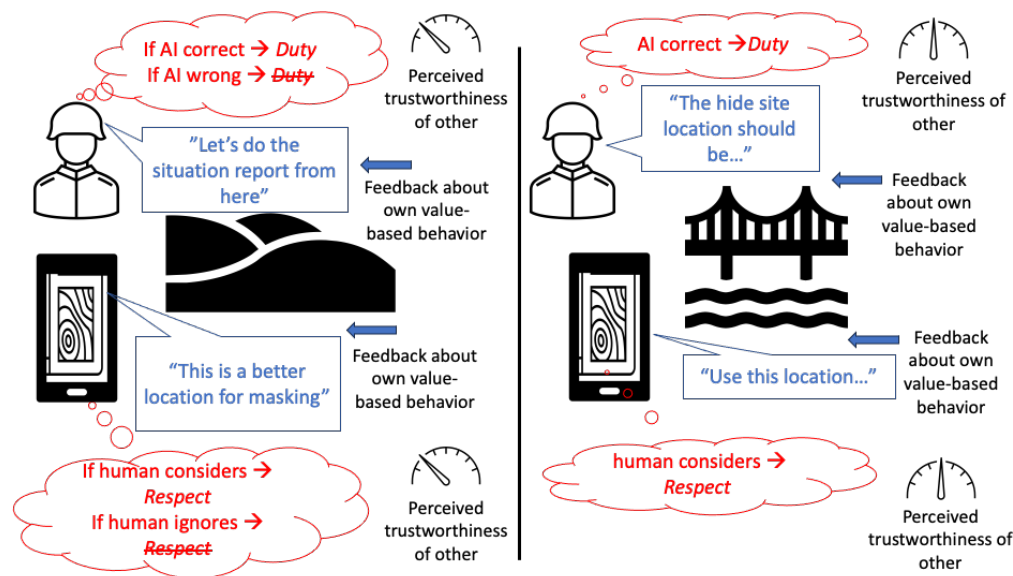 If AI correct → Duty
If AI wrong → Duty
Perceived
trustworthiness
of other
”Let’s do the
situation report from
here”
Feedback about
own value-
based behavior
“This is a better
location for masking”
Feedback about
own value-
based behavior
If human considers →
Respect
If human ignores →
Respect
Perceived
trustworthiness
of other
AI correct →Duty
Perceived
trustworthiness of
other
“The hide site
location should
be…”
Feedback
about own
value-based
behavior
“Use this location…”
Feedback
about own
value-based
behavior
human considers →
Respect
Perceived
trustworthiness of
other